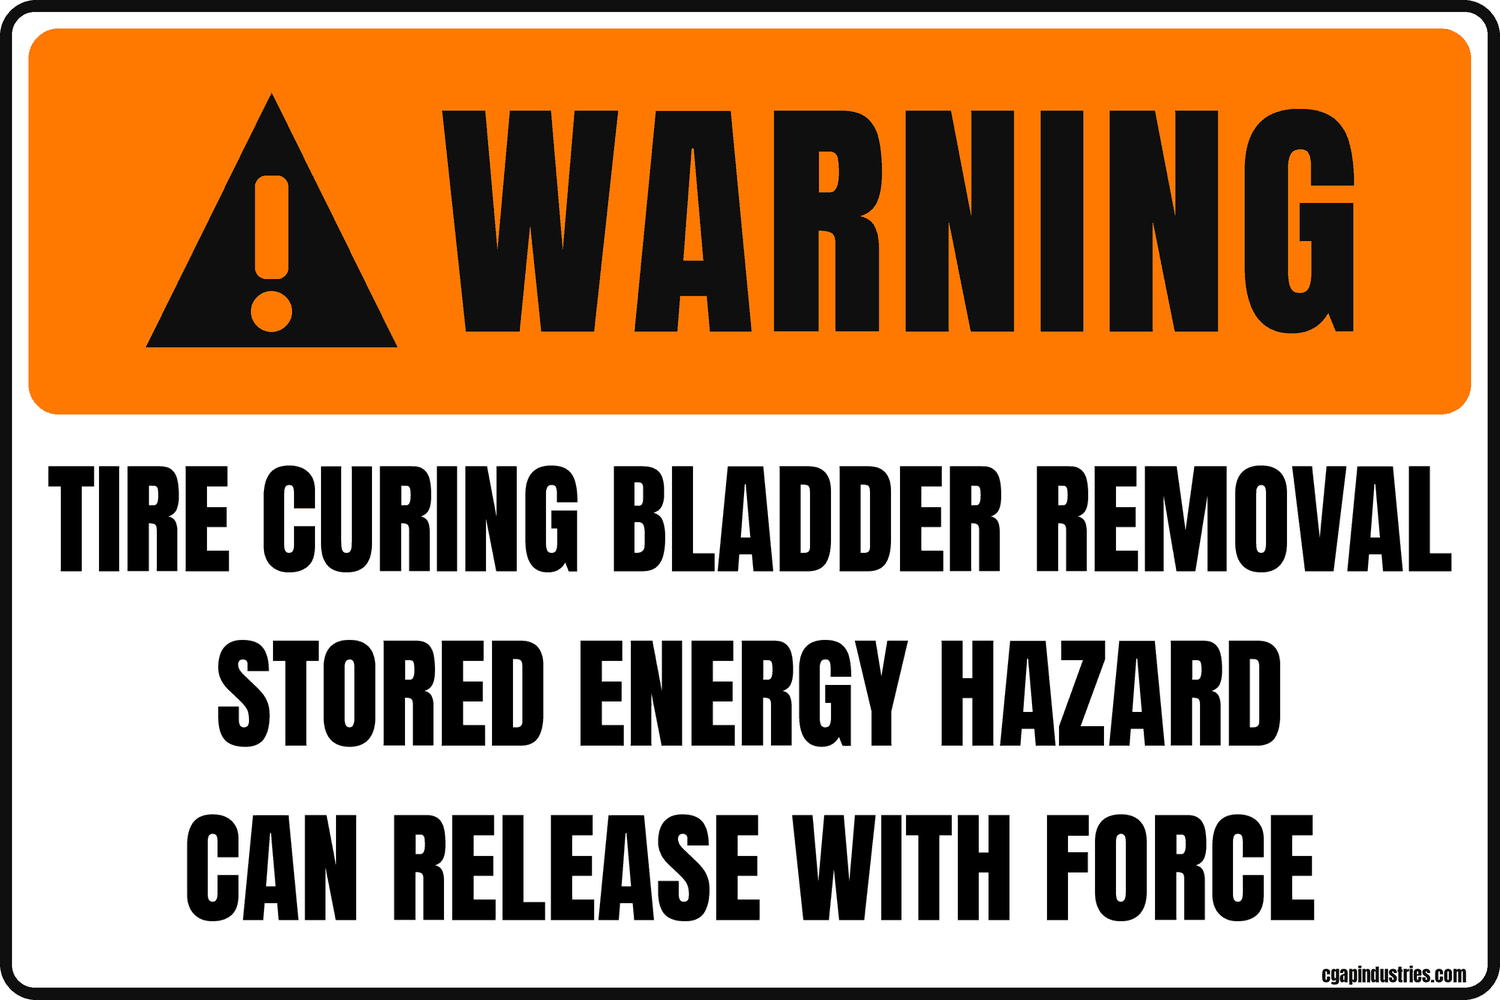 WARNING
TIRE CURING BLADDER REMOVAL
STORED ENERGY HAZARD
CAN RELEASE WITH FORCE
cgapindustries.com